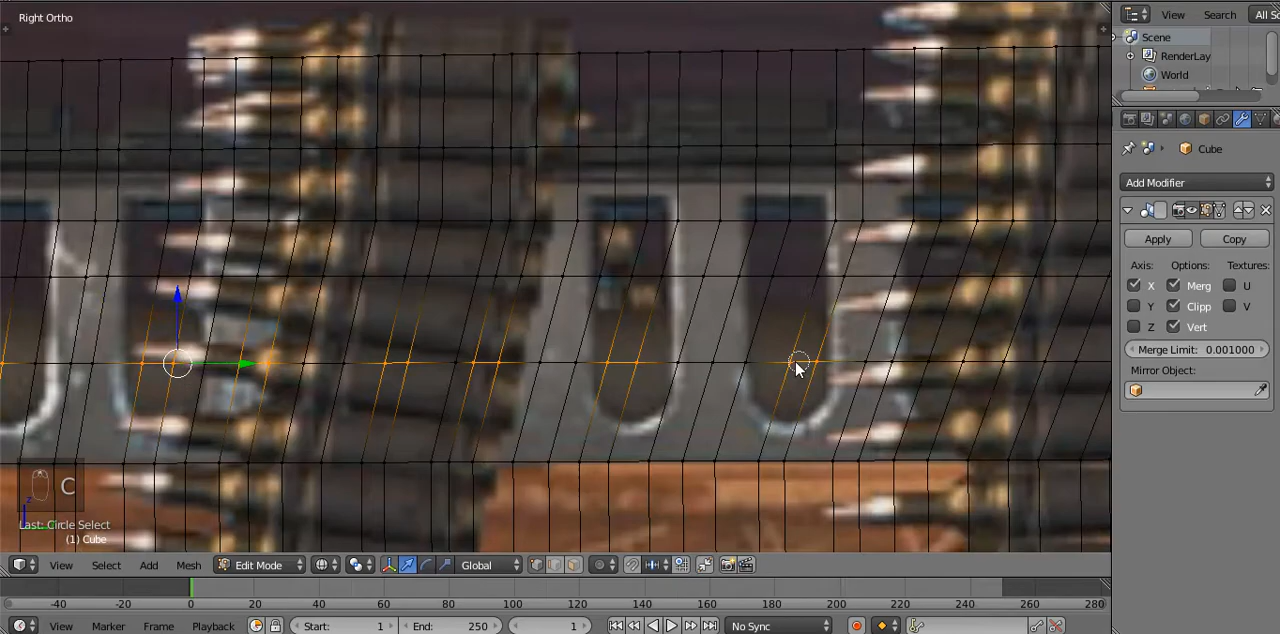 Right Ortho
View Search All S
Scene
RenderLay
World
Cube
Add Modifier
Apply Copy
Axis: Options: Textures:
X Merg U
Y Clipp V
Z Vert
Merge Limit: 0.001000
Mirror Object:
C
z
Last: Circle Select
(1) Cube
View Select Add Mesh Edit Mode Global
-40 -20 0 20 40 60 80 100 120 140 160 180 200 220 240 260 280
View Marker Frame Playback Start: 1 End: 250 1 No Sync